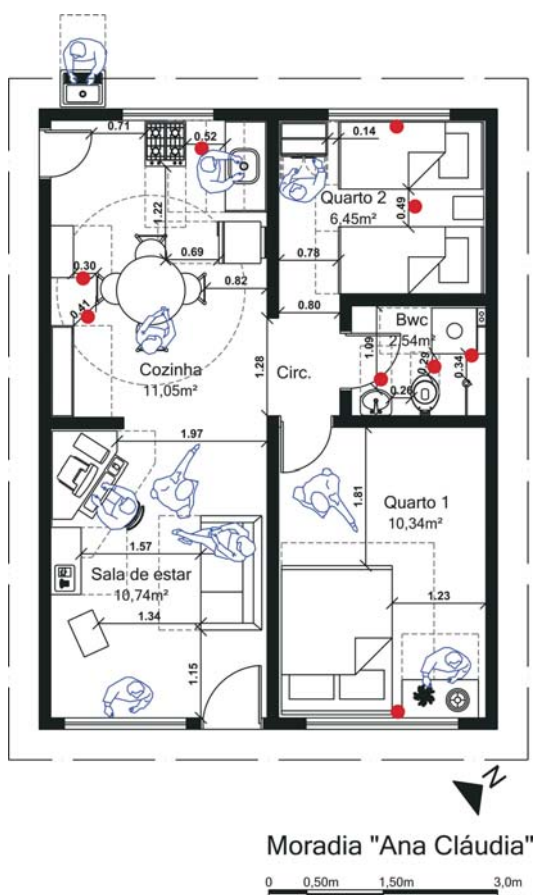 0.71
0.52
0.14
Quarto 2
6,45m²
0.49
1.22
0.69
0.78
0.30
0.82
0.80
0.41
Bwc
2.54m²
1.09
0.29
0.34
Cozinha
11,05m²
1.28
Circ.
0.26
1.97
1.81
Quarto 1
10,34m²
1.57
Sala de estar
10,74m²
1.23
1.34
1.15
N
Moradia "Ana Cláudia"
0 0,50m 1,50m 3,0m